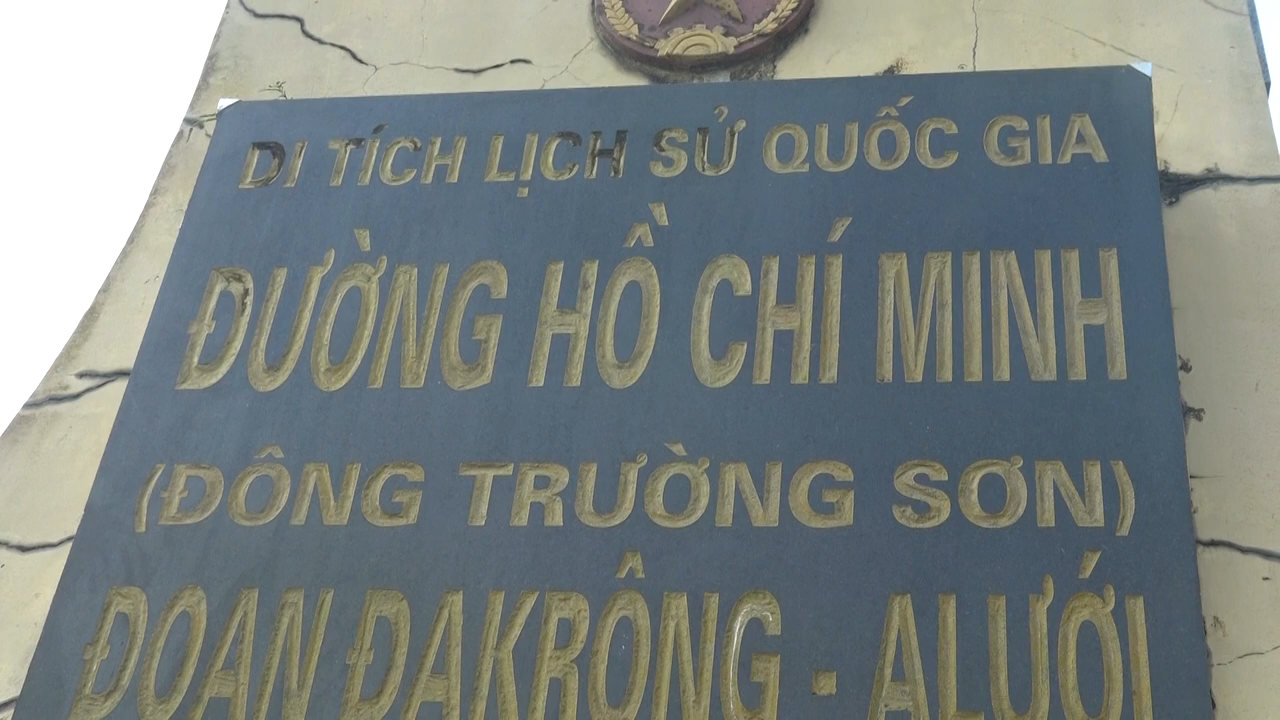 DI TÍCH LỊCH SỬ QUỐC GIA
ĐƯỜNG HỒ CHÍ MINH
(ĐÔNG TRƯỜNG SƠN)
ĐOẠN ĐAKRÔNG - ALƯỚI